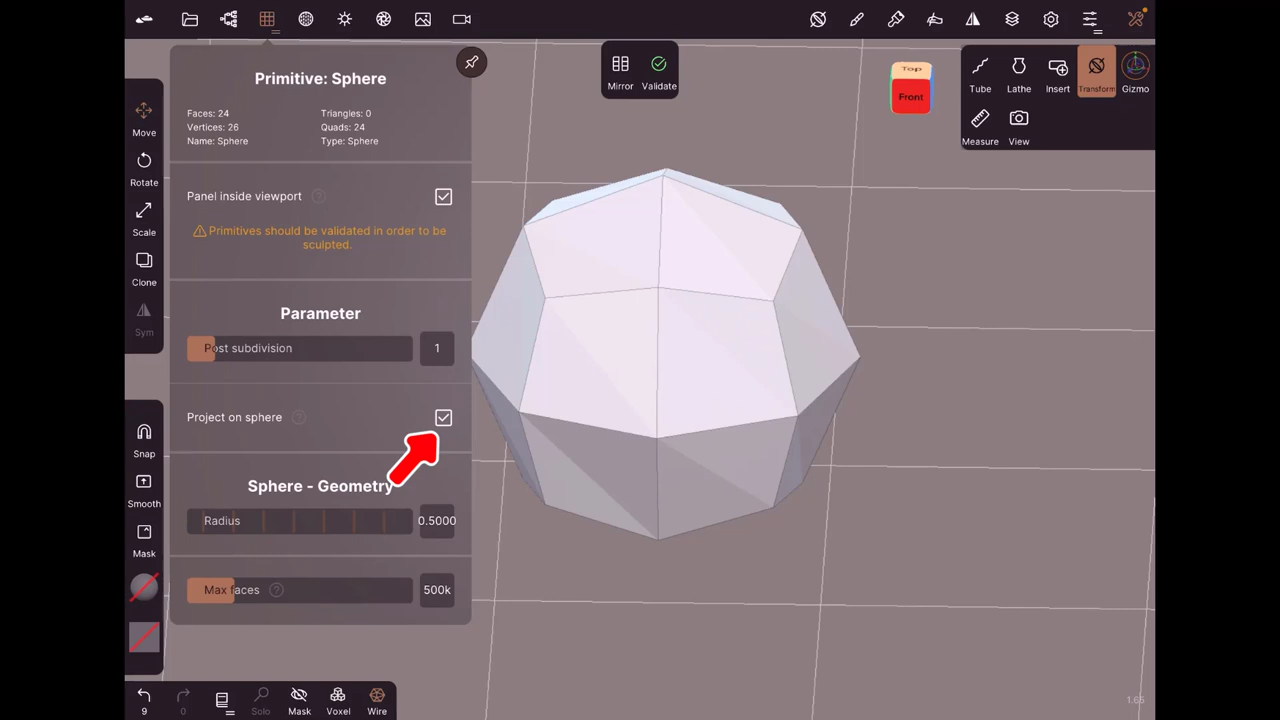 Primitive: Sphere
Faces: 24
Triangles: 0
Vertices: 26
Quads: 24
Name: Sphere
Type: Sphere
Panel inside viewport
?
Primitives should be validated in order to be
sculpted.
Parameter
Post subdivision
1
Project on sphere
?
Sphere - Geometry
Radius
0.5000
Max faces
?
500k
Move
Rotate
Scale
Clone
Sym
Snap
Smooth
Mask
9
0
Solo
Mask
Voxel
Wire
Mirror
Validate
Top
Front
Tube
Lathe
Insert
Transform
Gizmo
Measure
View